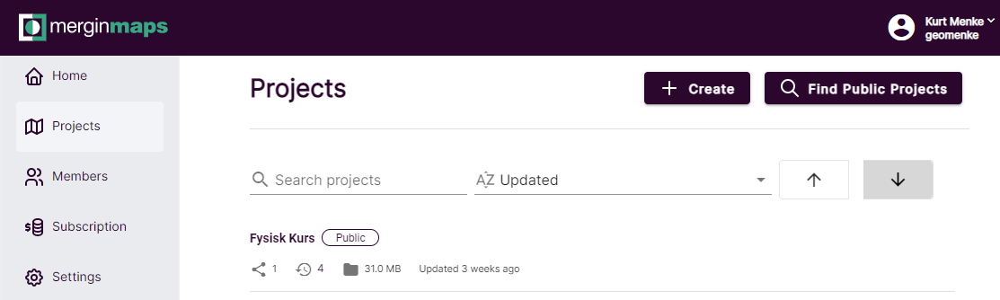 merginmaps
Kurt Menke
geomenke
Home
Projects
Members
Subscription
Settings
Projects
Create
Find Public Projects
Search projects
AZ Updated
Fysisk Kurs Public
1 4 31.0 MB Updated 3 weeks ago